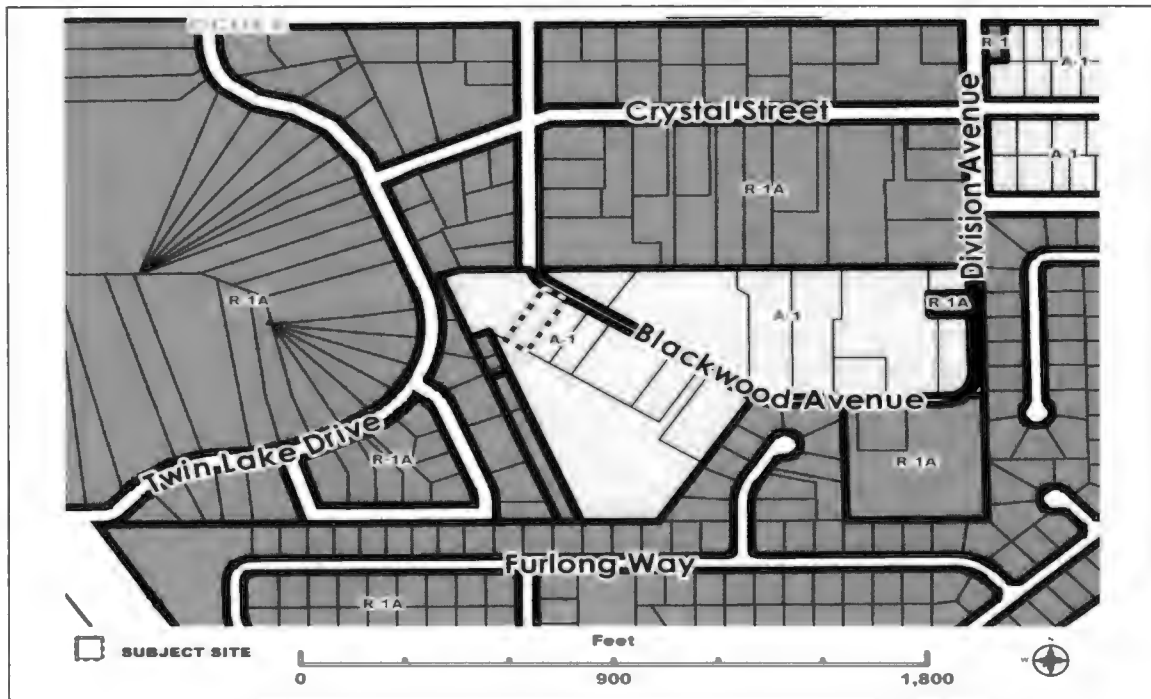 R 1
A 1
Crystal Street
Division Avenue
A 1
R 1A
R 1A
A 1
R 1A
A 1
Blackwood Avenue
Twin Lake Drive
R 1A
R 1A
Furlong Way
R 1A
SUBJECT SITE
Feet
0 900 1,800
W